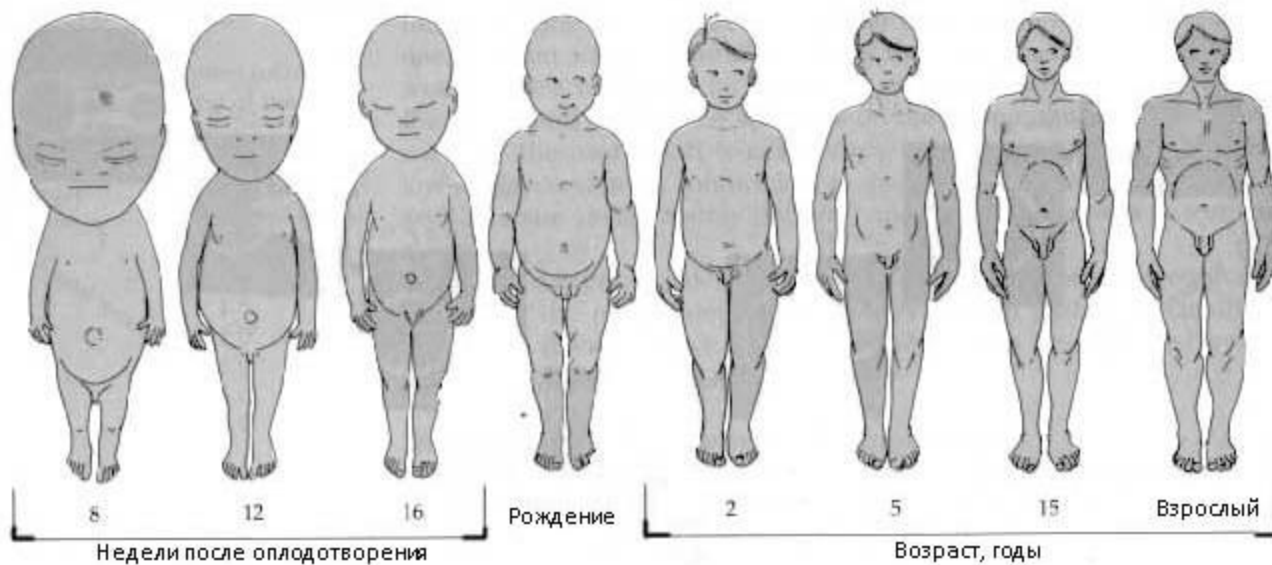 8 12 16 Рождение 2 5 15 Взрослый
Недели после оплодотворения Возраст, годы